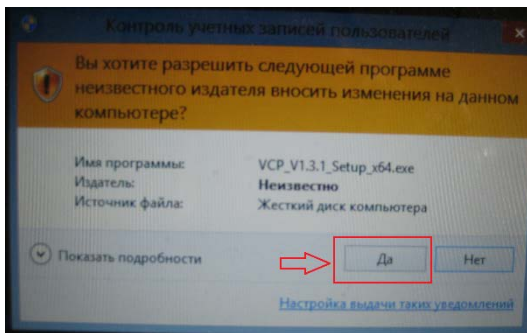 Контроль учетных записей пользователей
Вы хотите разрешить следующей программе
неизвестного издателя вносить изменения на данном
компьютере?
Имя программы: VCP_V1.3.1_Setup_x64.exe
Издатель: Неизвестно
Источник файла: Жесткий диск компьютера
Показать подробности
Да
Нет
Настройка выдачи таких уведомлений